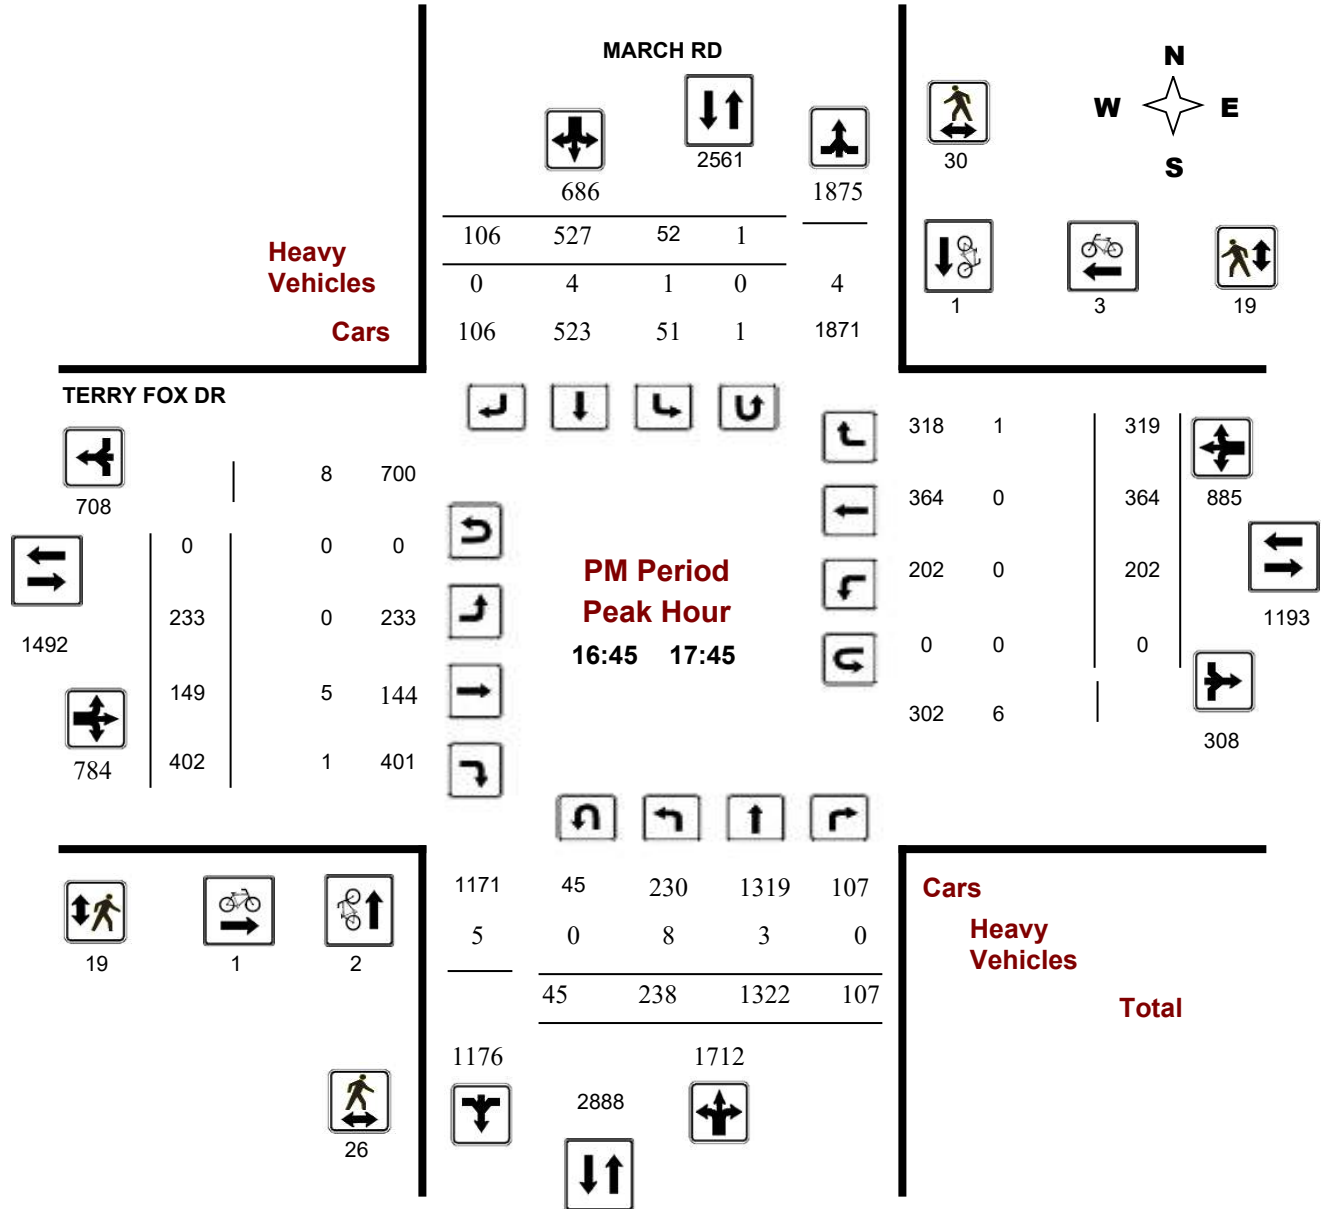 MARCH RD
N
W E
S
2561
30
686 1875
106 527 52 1
Heavy
Vehicles 0 4 1 0 4
Cars 106 523 51 1 1871
1 3 19
TERRY FOX DR
708
8 700
0 0 0
1492
233 0 233
149 5 144
784
402 1 401
PM Period
Peak Hour
16:45 17:45
318 1 319
364 0 364
885
202 0 202
1193
0 0 0
302 6
308
1171 45 230 1319 107
5 0 8 3 0
45 238 1322 107
Cars
Heavy
Vehicles
Total
19 1 2
1176 1712
2888
26